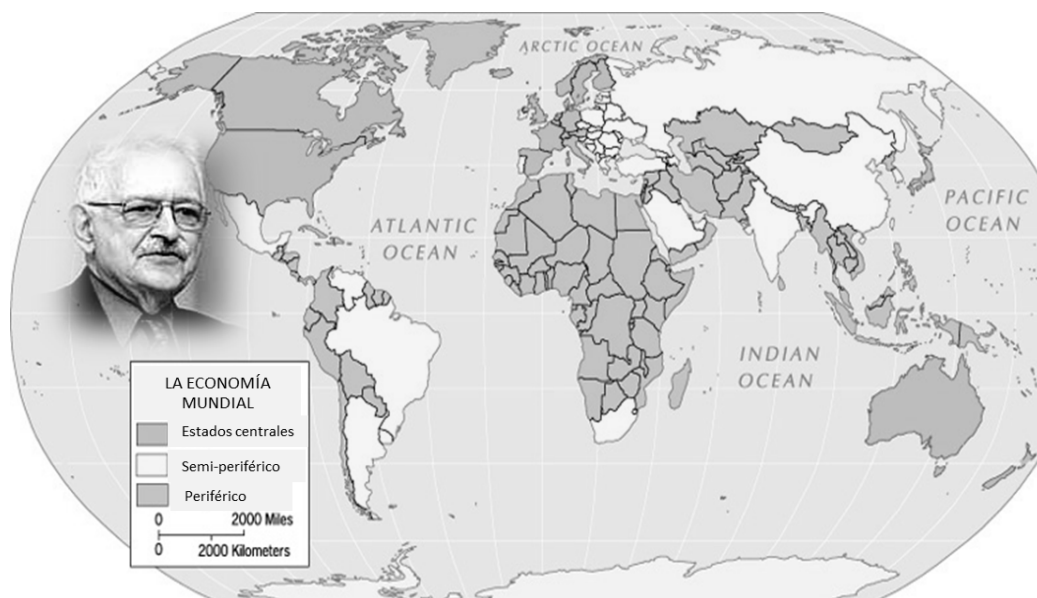 ARCTIC OCEAN
ATLANTIC
OCEAN
PACIFIC
OCEAN
INDIAN
OCEAN
LA ECONOMÍA
MUNDIAL
Estados centrales
Semi-periférico
Periférico
0 2000 Miles
0 2000 Kilometers